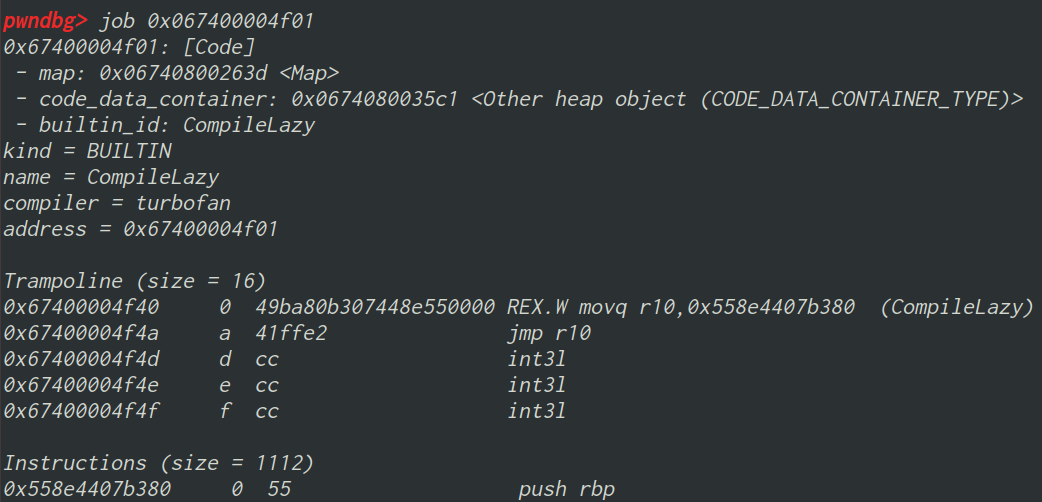 pwndbg> job 0x067400004f01
0x67400004f01: [Code]
 - map: 0x06740800263d <Map>
 - code_data_container: 0x0674080035c1 <Other heap object (CODE_DATA_CONTAINER_TYPE)>
 - builtin_id: CompileLazy
kind = BUILTIN
name = CompileLazy
compiler = turbofan
address = 0x67400004f01

Trampoline (size = 16)
0x67400004f40     0  49ba80b307448e550000 REX.W movq r10,0x558e4407b380  (CompileLazy)
0x67400004f4a     a  41ffe2               jmp r10
0x67400004f4d     d  cc                   int3l
0x67400004f4e     e  cc                   int3l
0x67400004f4f     f  cc                   int3l

Instructions (size = 1112)
0x558e4407b380     0  55                   push rbp